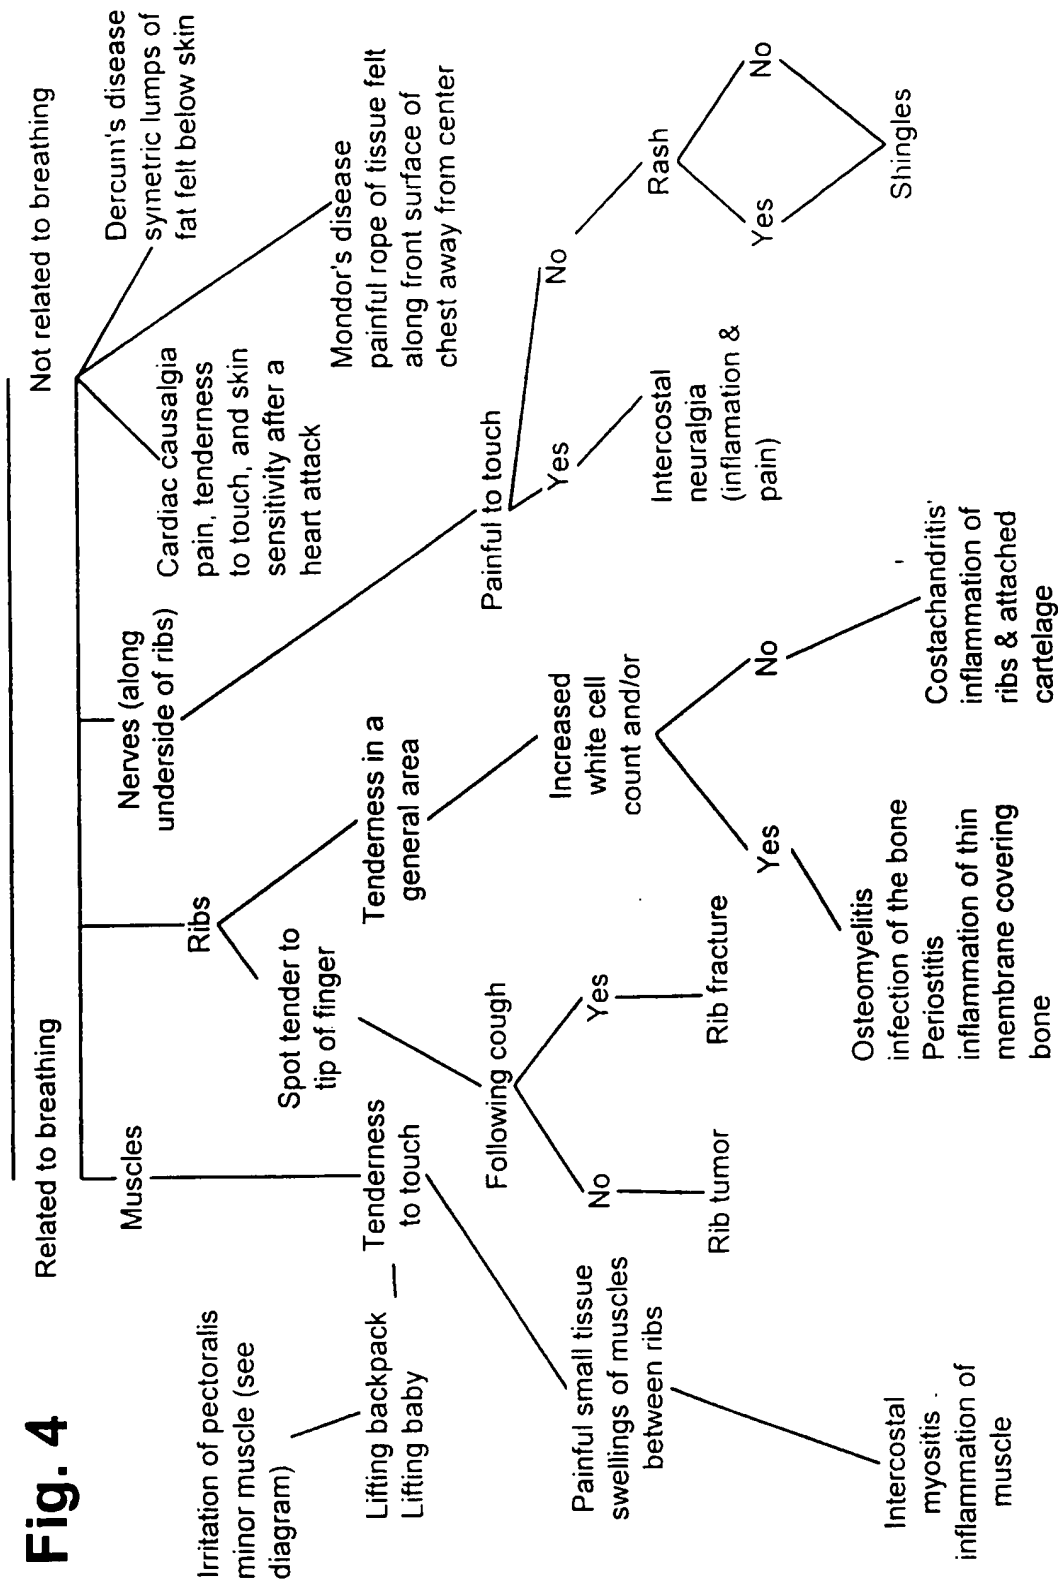 Fig. 4
Related to breathing
Not related to breathing
Muscles
Ribs
Nerves (along
underside of ribs)
Cardiac causalgia
pain, tenderness
to touch, and skin
sensitivity after a
heart attack
Dercum's disease
symetric lumps of
fat felt below skin
Mondor's disease
painful rope of tissue felt
along front surface of
chest away from center
Irritation of pectoralis
minor muscle (see
diagram)
Lifting backpack
Lifting baby
Tenderness
to touch
Spot tender to
tip of finger
Tenderness in a
general area
Painful to touch
Yes
No
Painful small tissue
swellings of muscles
between ribs
Following cough
No
Yes
Rib tumor
Rib fracture
Increased
white cell
count and/or
Yes
No
Intercostal
neuralgia
(inflamation &
pain)
Rash
Yes
No
Shingles
Intercostal
myositis
inflammation of
muscle
Osteomyelitis
infection of the bone
Periostitis
inflammation of thin
membrane covering
bone
Costachandritis'
inflammation of
ribs & attached
cartelage